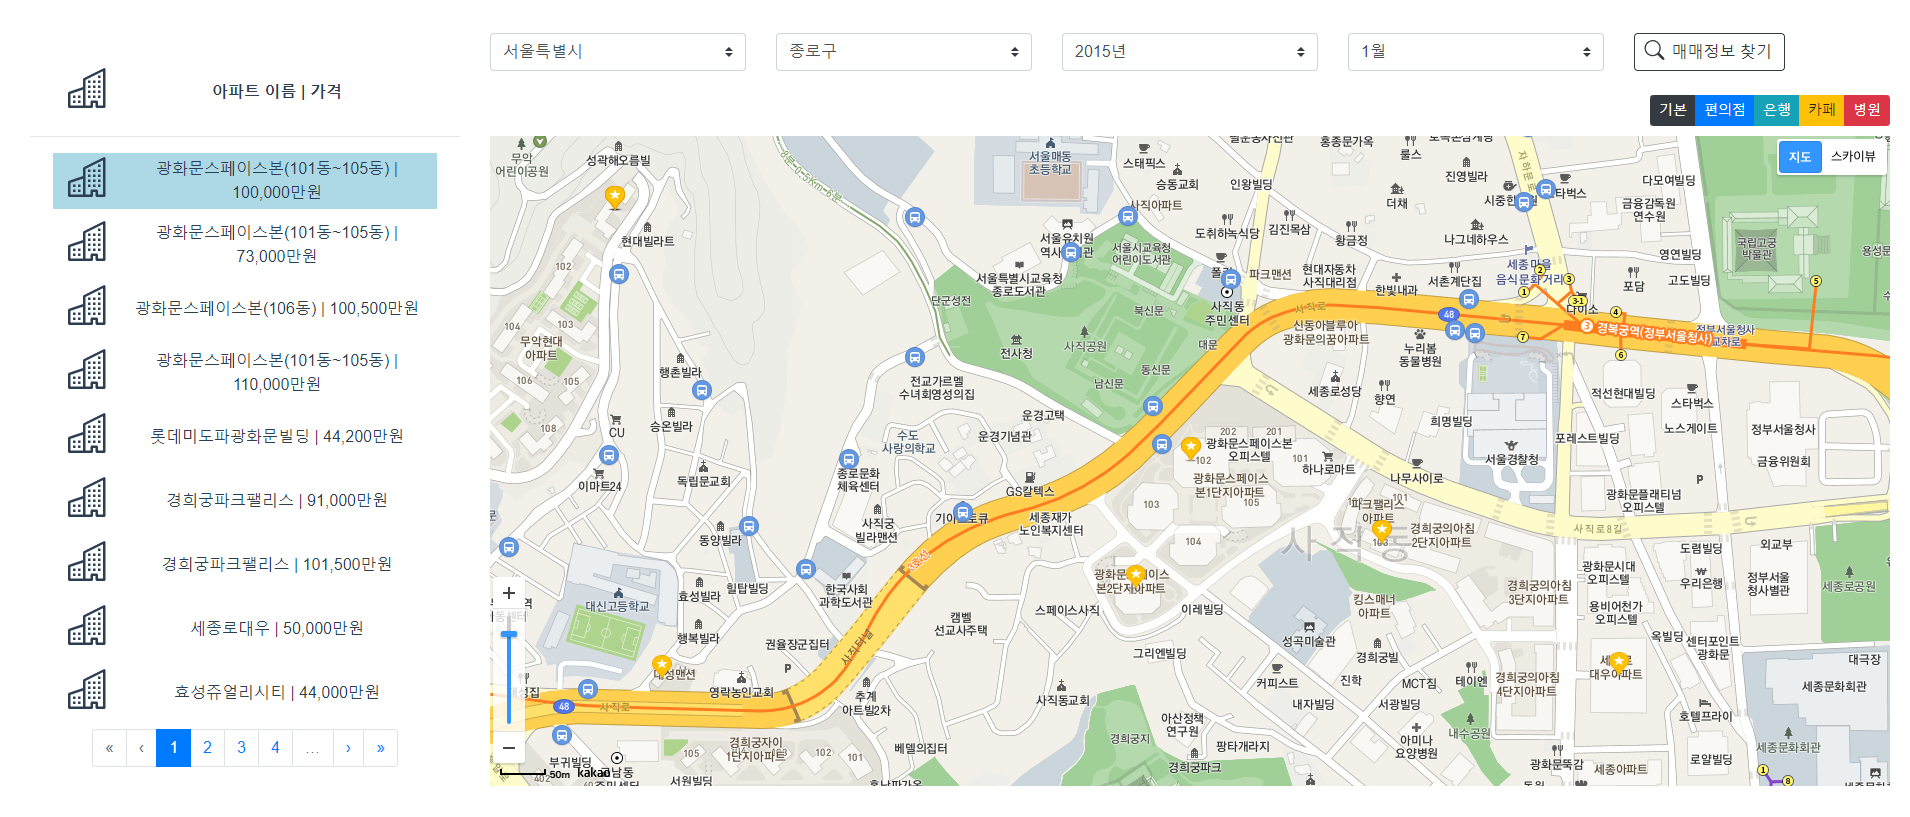 서울특별시
종로구
2015년
1월
매매정보 찾기
아파트 이름 | 가격
기본
편의점
은행
카페
병원
광화문스페이스본(101동~105동) |
100,000만원
광화문스페이스본(101동~105동) |
73,000만원
광화문스페이스본(106동) | 100,500만원
광화문스페이스본(101동~105동) |
110,000만원
롯데미도파광화문빌딩 | 44,200만원
경희궁파크팰리스 | 91,000만원
경희궁파크팰리스 | 101,500만원
세종로대우 | 50,000만원
효성쥬얼리시티 | 44,000만원
« ‹ 1 2 3 4 ... › »
지도
스카이뷰
무악
어린이공원
성곽해오름빌
서울매동
초등학교
스태픽스
승동교회
인왕빌딩
홍종문가옥
룰스
진영빌라
더채
시중한
타벅스
다모여빌딩
금융감독원
연수원
국립고궁
박물관
용성문
현대빌라트
사직아파트
서울유치원
도취하녹식당
김진목삼
황금정
나그네하우스
영연빌딩
고도빌딩
서울특별시교육청
종로도서관
서울시교육청
어린이도서관
파크맨션
현대자동차
사직대리점
한빛내과
서촌계단집
세종마을
음식문화거리
포담
단군성전
북신문
사직동
주민센터
사직로
48
신동아블루아
광화문의꿈아파트
3 경복궁역(정부서울청사)
무악현대
아파트
102
103
104
105
106
108
전사청
사직공원
대문
동신문
남신문
누리봄
동물병원
행촌빌라
전교가르멜
수녀회영성의집
세종로성당
향연
적선현대빌딩
스타벅스
노스게이트
정부서울청사
금융위원회
CU
승온빌라
운경고택
운경기념관
수도
사랑의학교
광화문스페이스본
오피스텔
하나로마트
희명빌딩
서울경찰청
포레스트빌딩
이마트24
독립문교회
종로문화
체육센터
GS칼텍스
광화문스페이스
본1단지아파트
나무사이로
광화문플래티넘
오피스텔
P
동양빌라
사직궁
빌라맨션
세종재가
노인복지센터
파크팰리스
아파트
사직동
경희궁의아침
2단지아파트
사직로8길
외교부
도렴빌딩
우리은행
정부서울
청사별관
세종로공원
3호선
대신고등학교
효성빌라
힐탑빌딩
한국사회
과학도서관
본2단지아파트
경희궁의아침
3단지아파트
광화문시대
오피스텔
용비어천가
오피스텔
행복빌라
캠벨
선교사주택
스페이스사직
이레빌딩
킹스매너
아파트
성곡미술관
경희궁빌
옥빌딩
센터포인트
광화문
대극장
세종문화회관
권율장군집터
사직터널
그리엔빌딩
커피스트
진학
MCT짐
테이엔
경희궁의아침
4단지아파트
대우아파트
호텔프라이
영락농인교회
추계
아트빌2차
사직동교회
아산정책
연구원
내자빌딩
서광빌딩
내수공원
48
사직로
경희궁자이
1단지아파트
베델의집터
경희궁지
팡타개라지
아미나
요양병원
광화문뚝감
세종아파트
로얄빌딩
세종문화회관
부귀빌딩
서원빌딩
경희궁파크
50m
kakao